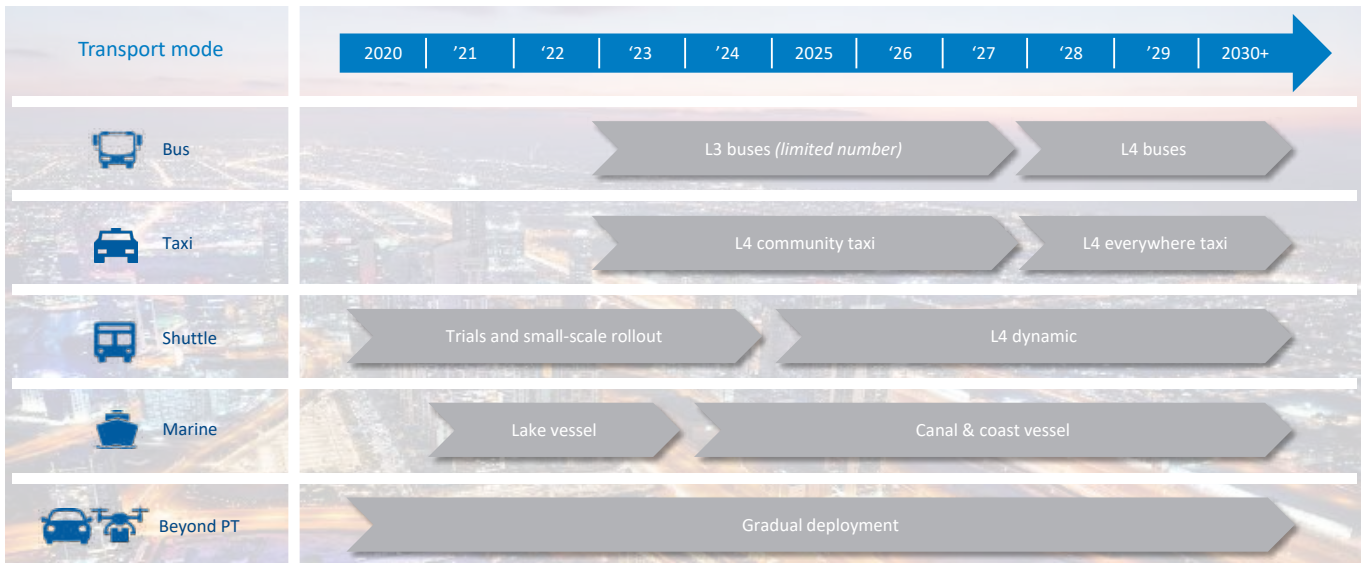 Transport mode
2020 ’21 ‘22 ‘23 ’24 2025 ‘26 ‘27 ‘28 ‘29 2030+
Bus
L3 buses (limited number)
L4 buses
Taxi
L4 community taxi
L4 everywhere taxi
Shuttle
Trials and small-scale rollout
L4 dynamic
Marine
Lake vessel
Canal & coast vessel
Beyond PT
Gradual deployment